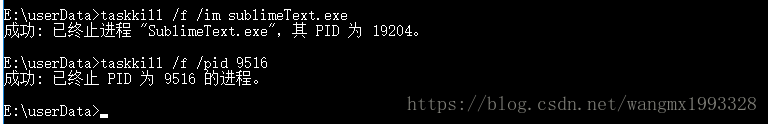 E:\userData>taskkill /f /im sublimeText.exe
成功: 已终止进程 "SublimeText.exe"，其 PID 为 19204。
E:\userData>taskkill /f /pid 9516
成功: 已终止 PID 为 9516 的进程。
E:\userData>_
https://blog.csdn.net/wangmx1993328